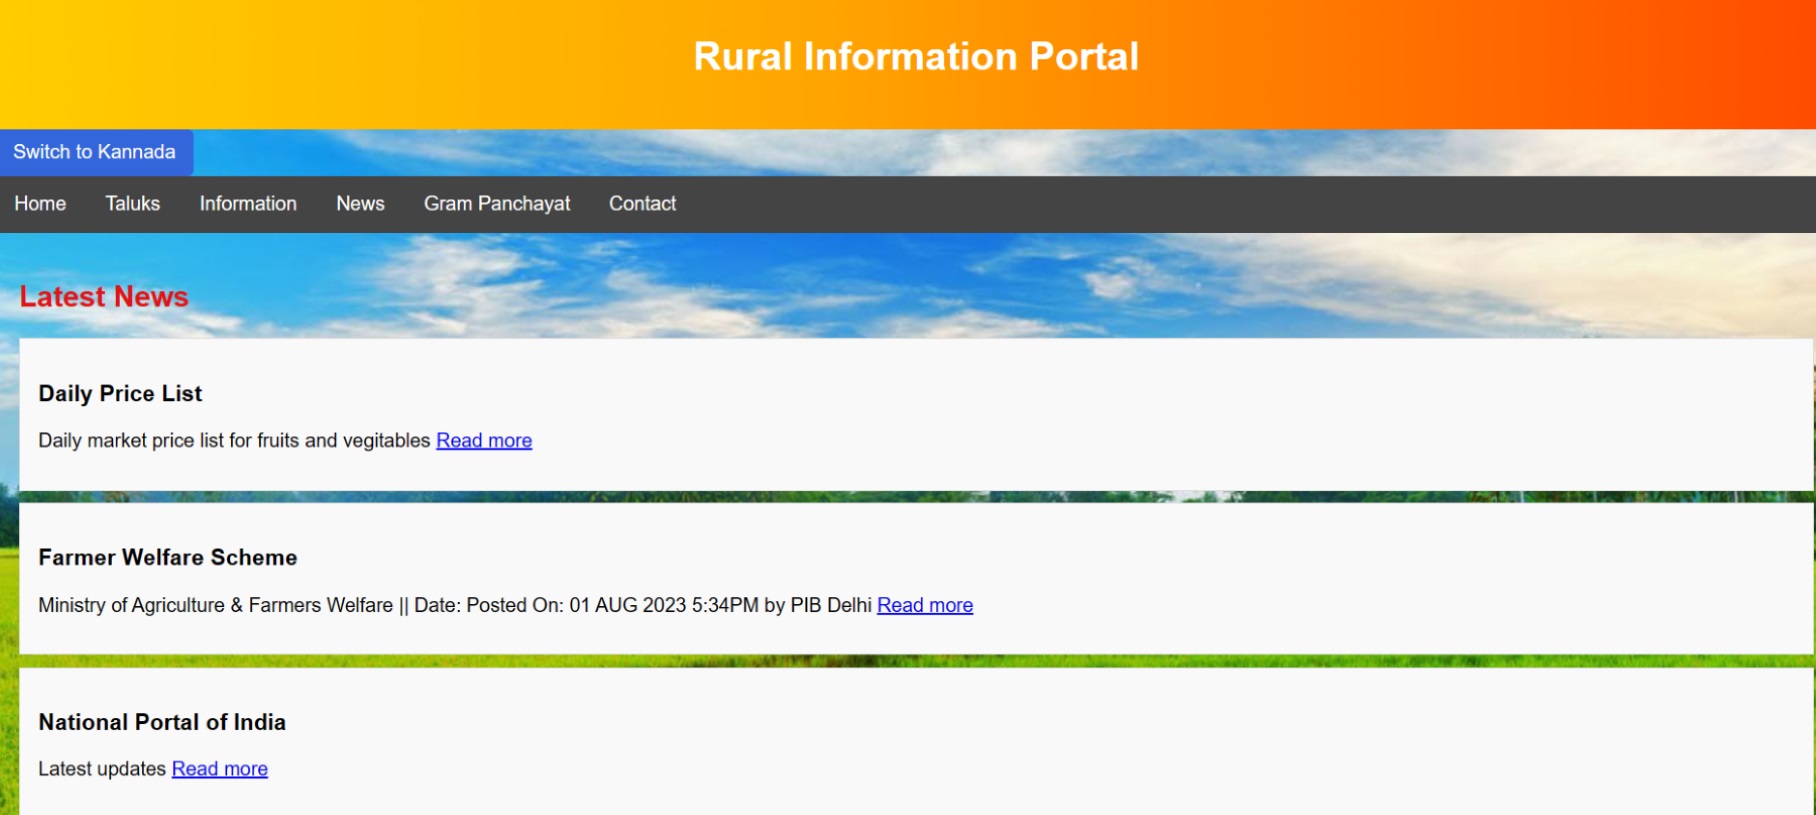 Rural Information Portal
Switch to Kannada
Home Taluks Information News Gram Panchayat Contact
Latest News
Daily Price List
Daily market price list for fruits and vegitables Read more
Farmer Welfare Scheme
Ministry of Agriculture & Farmers Welfare || Date: Posted On: 01 AUG 2023 5:34PM by PIB Delhi Read more
National Portal of India
Latest updates Read more